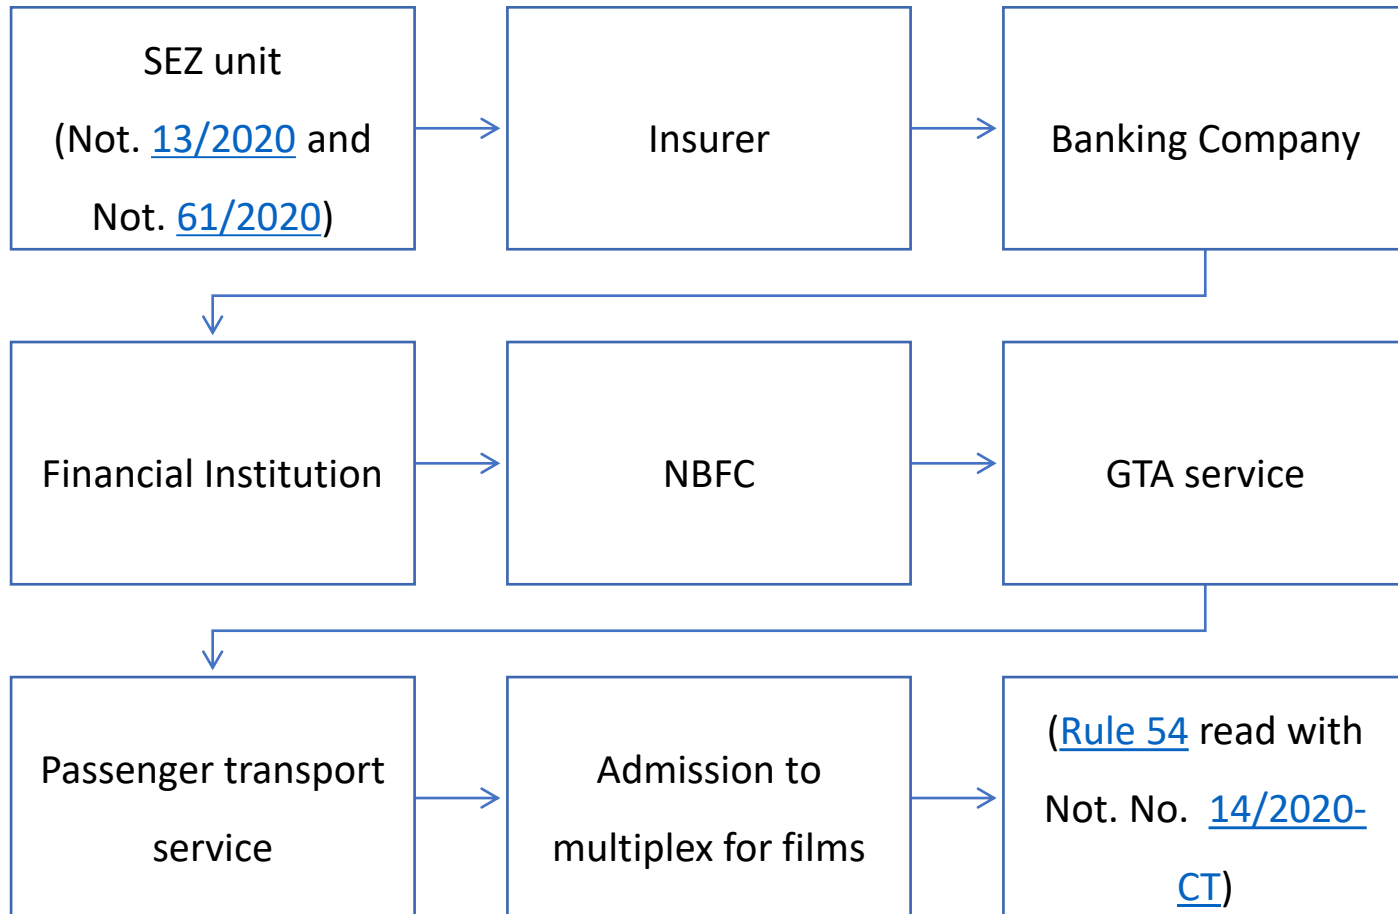 SEZ unit
(Not. 13/2020 and
Not. 61/2020)
Insurer
Banking Company
Financial Institution
NBFC
GTA service
Passenger transport
service
Admission to
multiplex for films
(Rule 54 read with
Not. No. 14/2020-
CT)